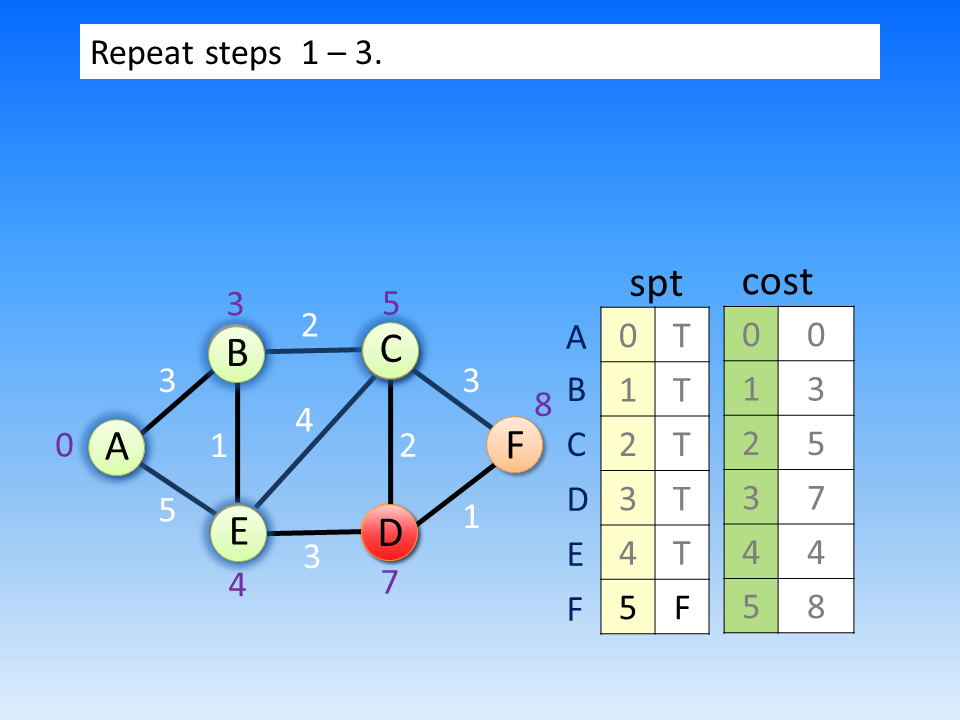 Repeat steps 1 – 3.
spt cost
3 5
2
B C
3 3
8
0 A 1 4 2 F
5 1
E 3 D
4 7
A 0 T 0 0
B 1 T 1 3
C 2 T 2 5
D 3 T 3 7
E 4 T 4 4
F 5 F 5 8